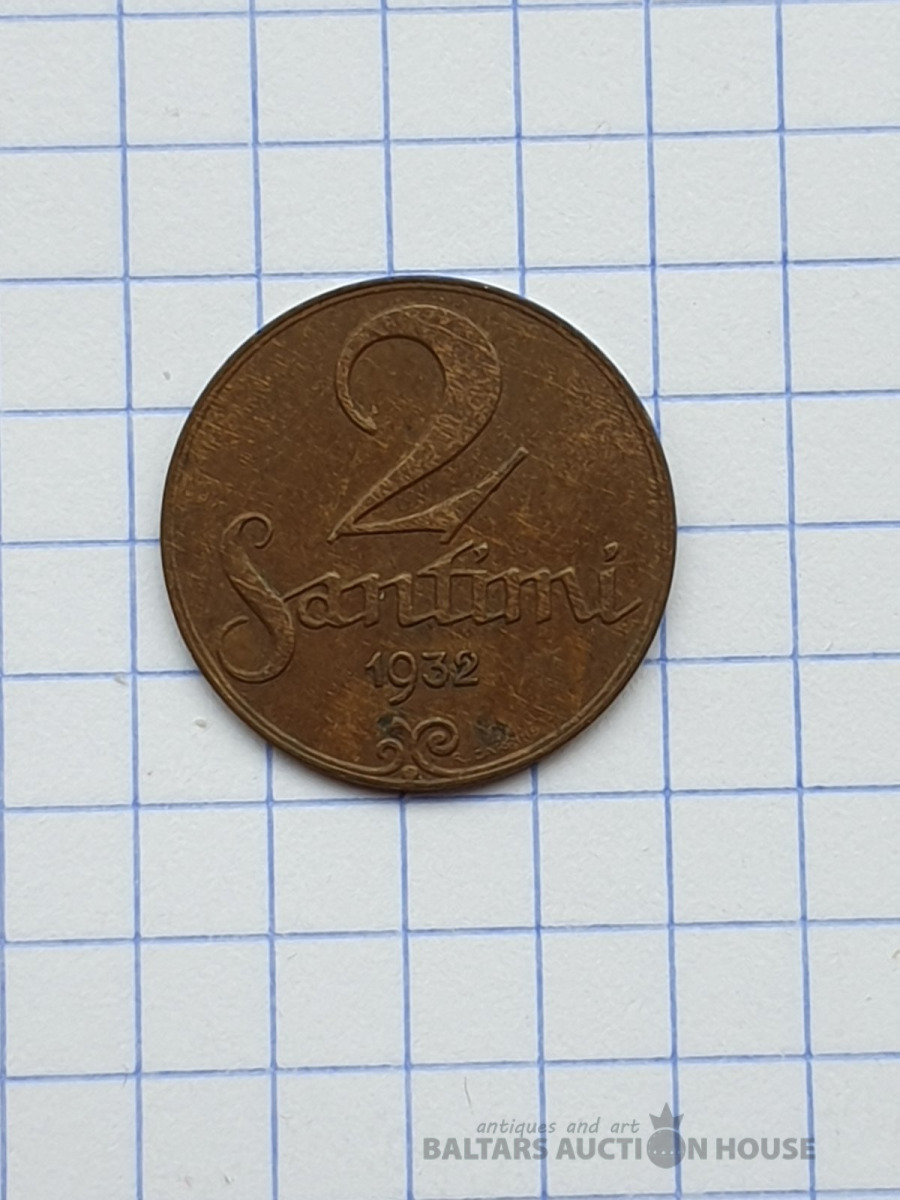 2
Santimi
1932
antiques and art
BALTARS AUCTION HOUSE